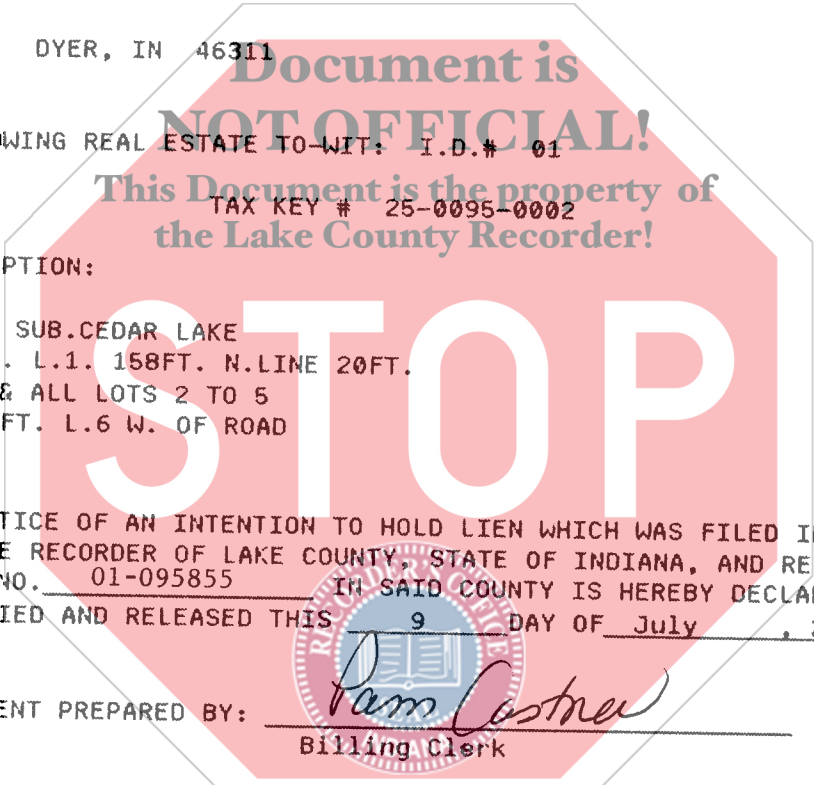 DYER, IN 46311
Document is
NOT OFFICIAL!
WING REAL ESTATE TO-WIT: I.D.# 01
This Document is the property of
TAX KEY # 25-0095-0002
the Lake County Recorder!
PTION:
SUB.CEDAR LAKE
. L.1. 158FT. N.LINE 20FT.
& ALL LOTS 2 TO 5
FT. L.6 W. OF ROAD
STOP
TICE OF AN INTENTION TO HOLD LIEN WHICH WAS FILED I
E RECORDER OF LAKE COUNTY, STATE OF INDIANA, AND RE
NO. 01-095855 IN SAID COUNTY IS HEREBY DECLA
IED AND RELEASED THIS 9 DAY OF July ,
ENT PREPARED BY: Pam Castner
Billing Clerk
RECORDER'S OFFICE
SEAL
INDIANA